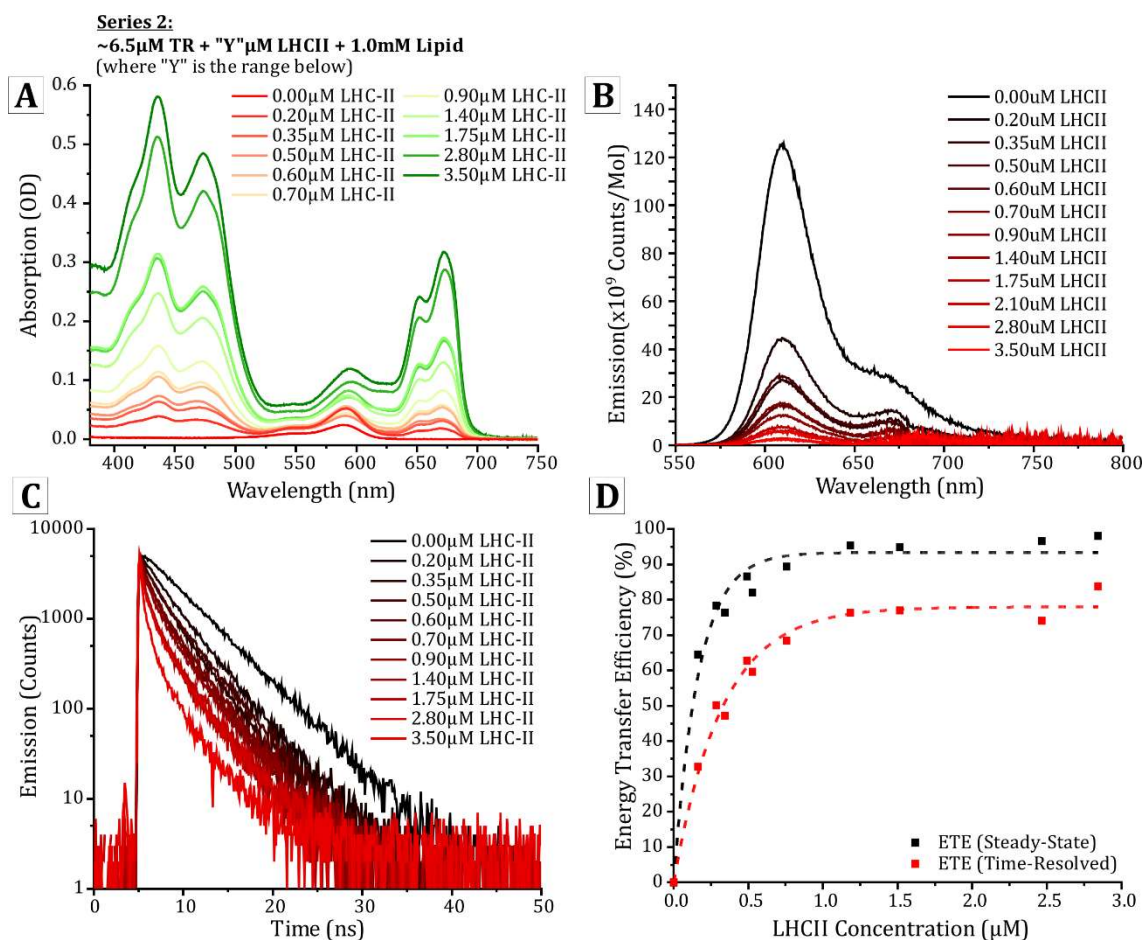 Series 2:
~6.5μM TR + "Y"μM LHCII + 1.0mM Lipid
(where "Y" is the range below)
A
0.6
0.5
0.4
0.3
0.2
0.1
0.0
Absorption (OD)
0.00μM LHC-II
0.20μM LHC-II
0.35μM LHC-II
0.50μM LHC-II
0.60μM LHC-II
0.70μM LHC-II
0.90μM LHC-II
1.40μM LHC-II
1.75μM LHC-II
2.80μM LHC-II
3.50μM LHC-II
400 450 500 550 600 650 700 750
Wavelength (nm)
B
140
120
100
80
60
40
20
0
Emission(x10⁹ Counts/Mol)
0.00uM LHCII
0.20uM LHCII
0.35uM LHCII
0.50uM LHCII
0.60uM LHCII
0.70uM LHCII
0.90uM LHCII
1.40uM LHCII
1.75uM LHCII
2.10uM LHCII
2.80uM LHCII
3.50uM LHCII
550 600 650 700 750 800
Wavelength (nm)
C
10000
1000
100
10
1
Emission (Counts)
0.00μM LHC-II
0.20μM LHC-II
0.35μM LHC-II
0.50μM LHC-II
0.60μM LHC-II
0.70μM LHC-II
0.90μM LHC-II
1.40μM LHC-II
1.75μM LHC-II
2.80μM LHC-II
3.50μM LHC-II
0 10 20 30 40 50
Time (ns)
D
100
90
80
70
60
50
40
30
20
10
0
Energy Transfer Efficiency (%)
ETE (Steady-State)
ETE (Time-Resolved)
0.0 0.5 1.0 1.5 2.0 2.5 3.0
LHCII Concentration (μM)